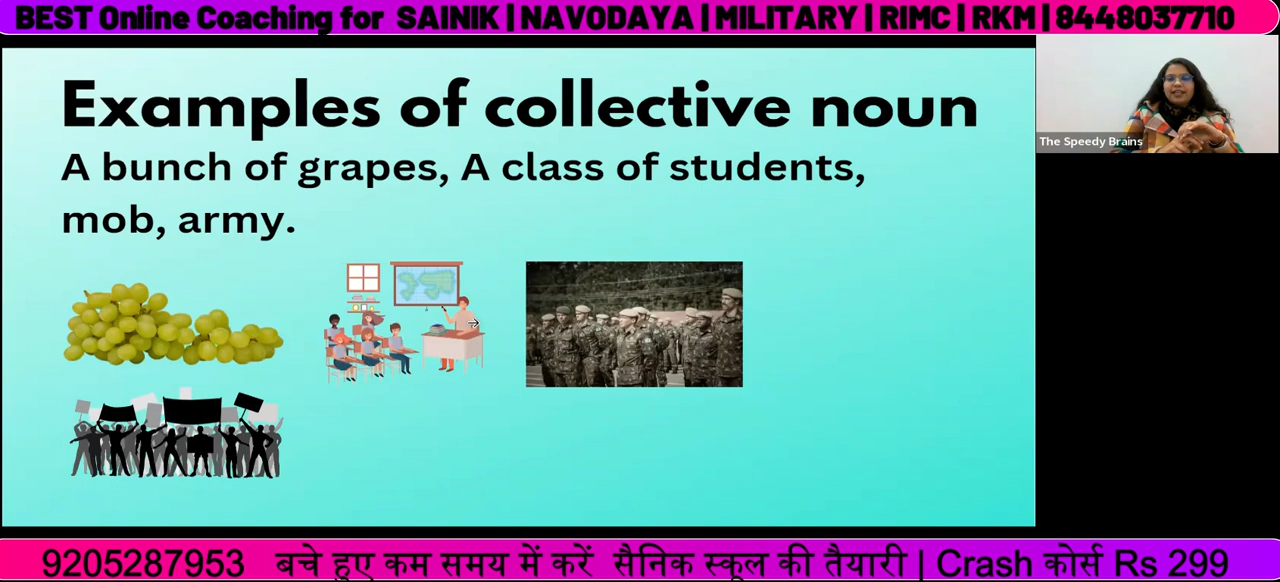 BEST Online Coaching for SAINIK | NAVODAYA | MILITARY | RIMC | RKM | 8448037710
Examples of collective noun
A bunch of grapes, A class of students,
mob, army.
The Speedy Brains
9205287953 बचे हुए कम समय में करें सैनिक स्कूल की तैयारी | Crash कोर्स Rs 299